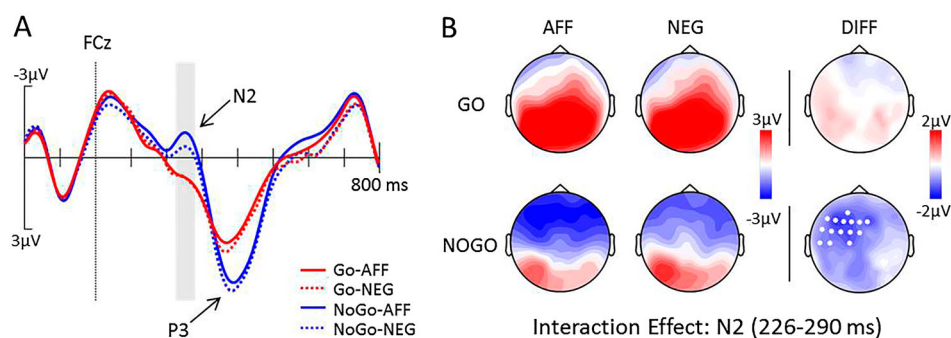 A
FCz
-3µV
N2
800 ms
3µV
P3
Go-AFF
Go-NEG
NoGo-AFF
NoGo-NEG
B
AFF NEG DIFF
GO
NOGO
3µV
-3µV
2µV
-2µV
Interaction Effect: N2 (226-290 ms)